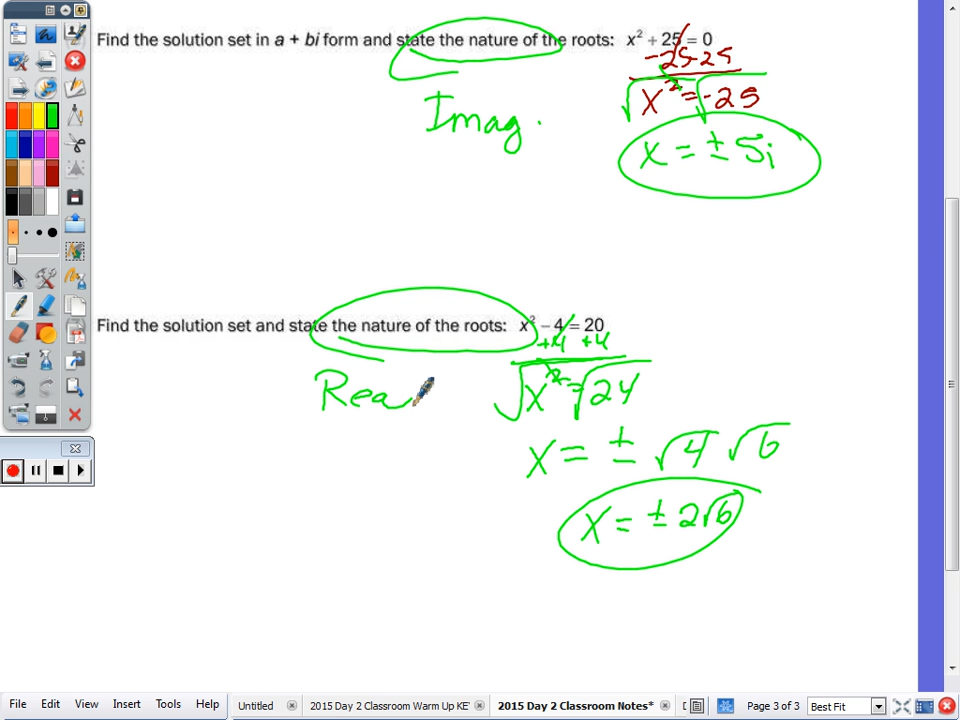 Find the solution set in a + bi form and state the nature of the roots: x² + 25 = 0
-25 -25
√x² = √-25
Imag.
x = ± 5i
Find the solution set and state the nature of the roots: x² – 4 = 20
+4 +4
√x² = √24
Rea
x = ± √4 √6
x = ± 2√6
File Edit View Insert Tools Help Untitled 2015 Day 2 Classroom Warm Up KE 2015 Day 2 Classroom Notes* Page 3 of 3 Best Fit